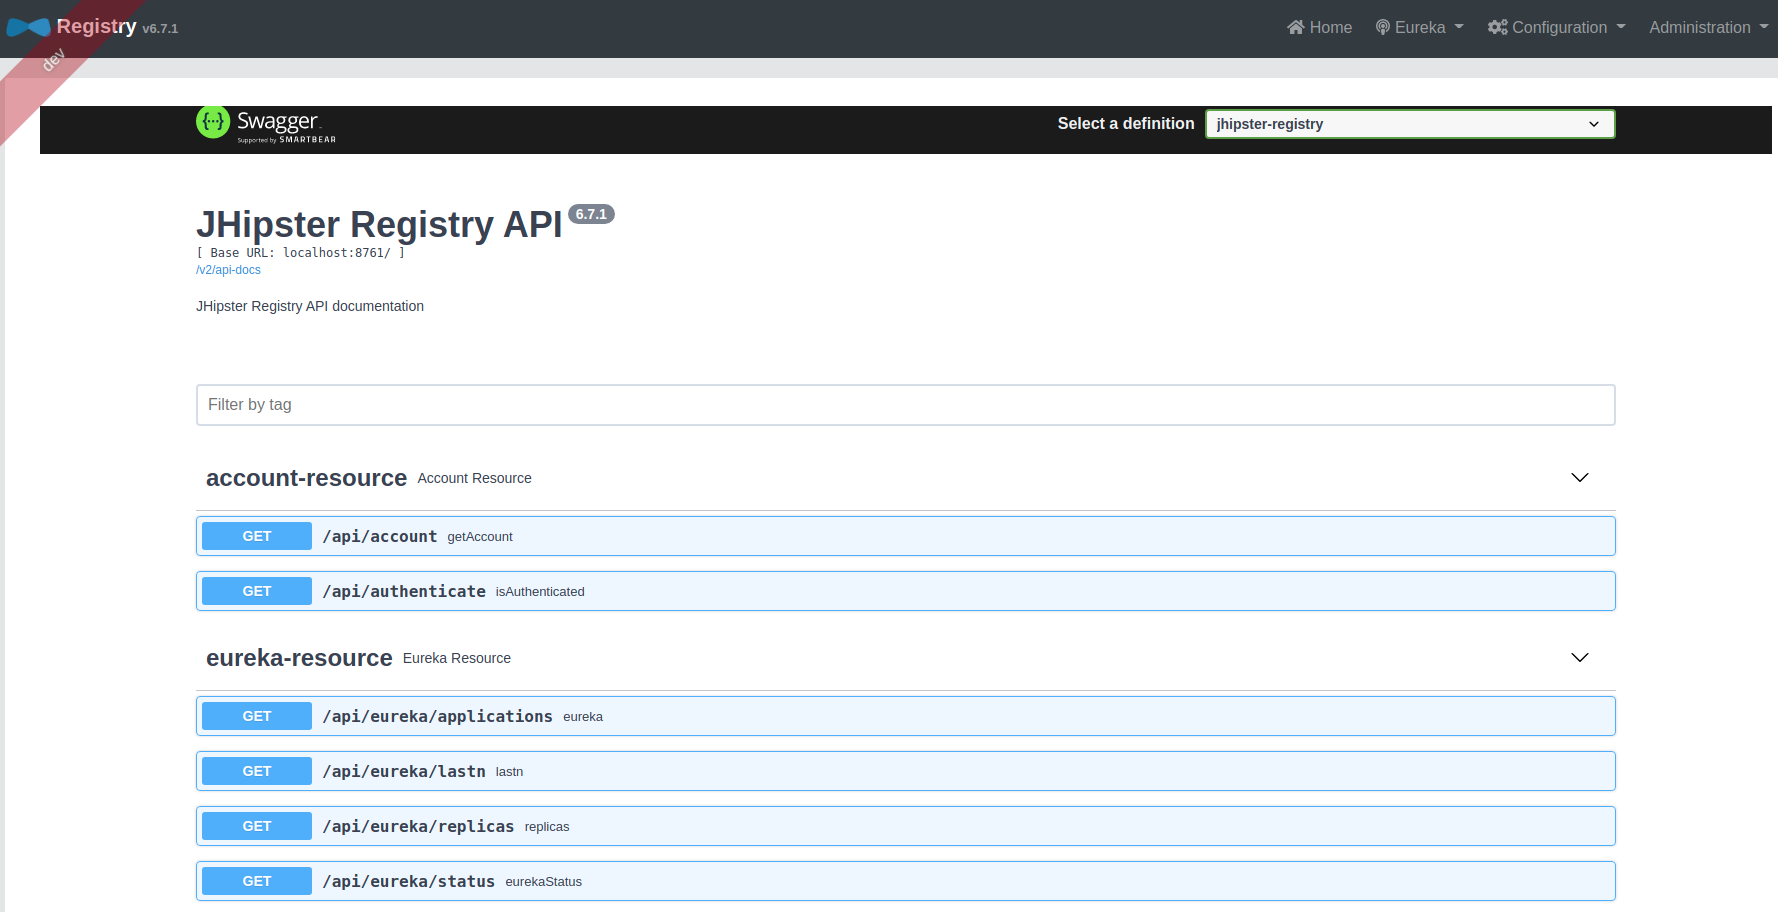 Registry v6.7.1
Home Eureka Configuration Administration
dev
{···} Swagger
Supported by SMARTBEAR
Select a definition jhipster-registry
JHipster Registry API 6.7.1
[ Base URL: localhost:8761/ ]
/v2/api-docs
JHipster Registry API documentation
Filter by tag
account-resource Account Resource
GET /api/account getAccount
GET /api/authenticate isAuthenticated
eureka-resource Eureka Resource
GET /api/eureka/applications eureka
GET /api/eureka/lastn lastn
GET /api/eureka/replicas replicas
GET /api/eureka/status eurekaStatus